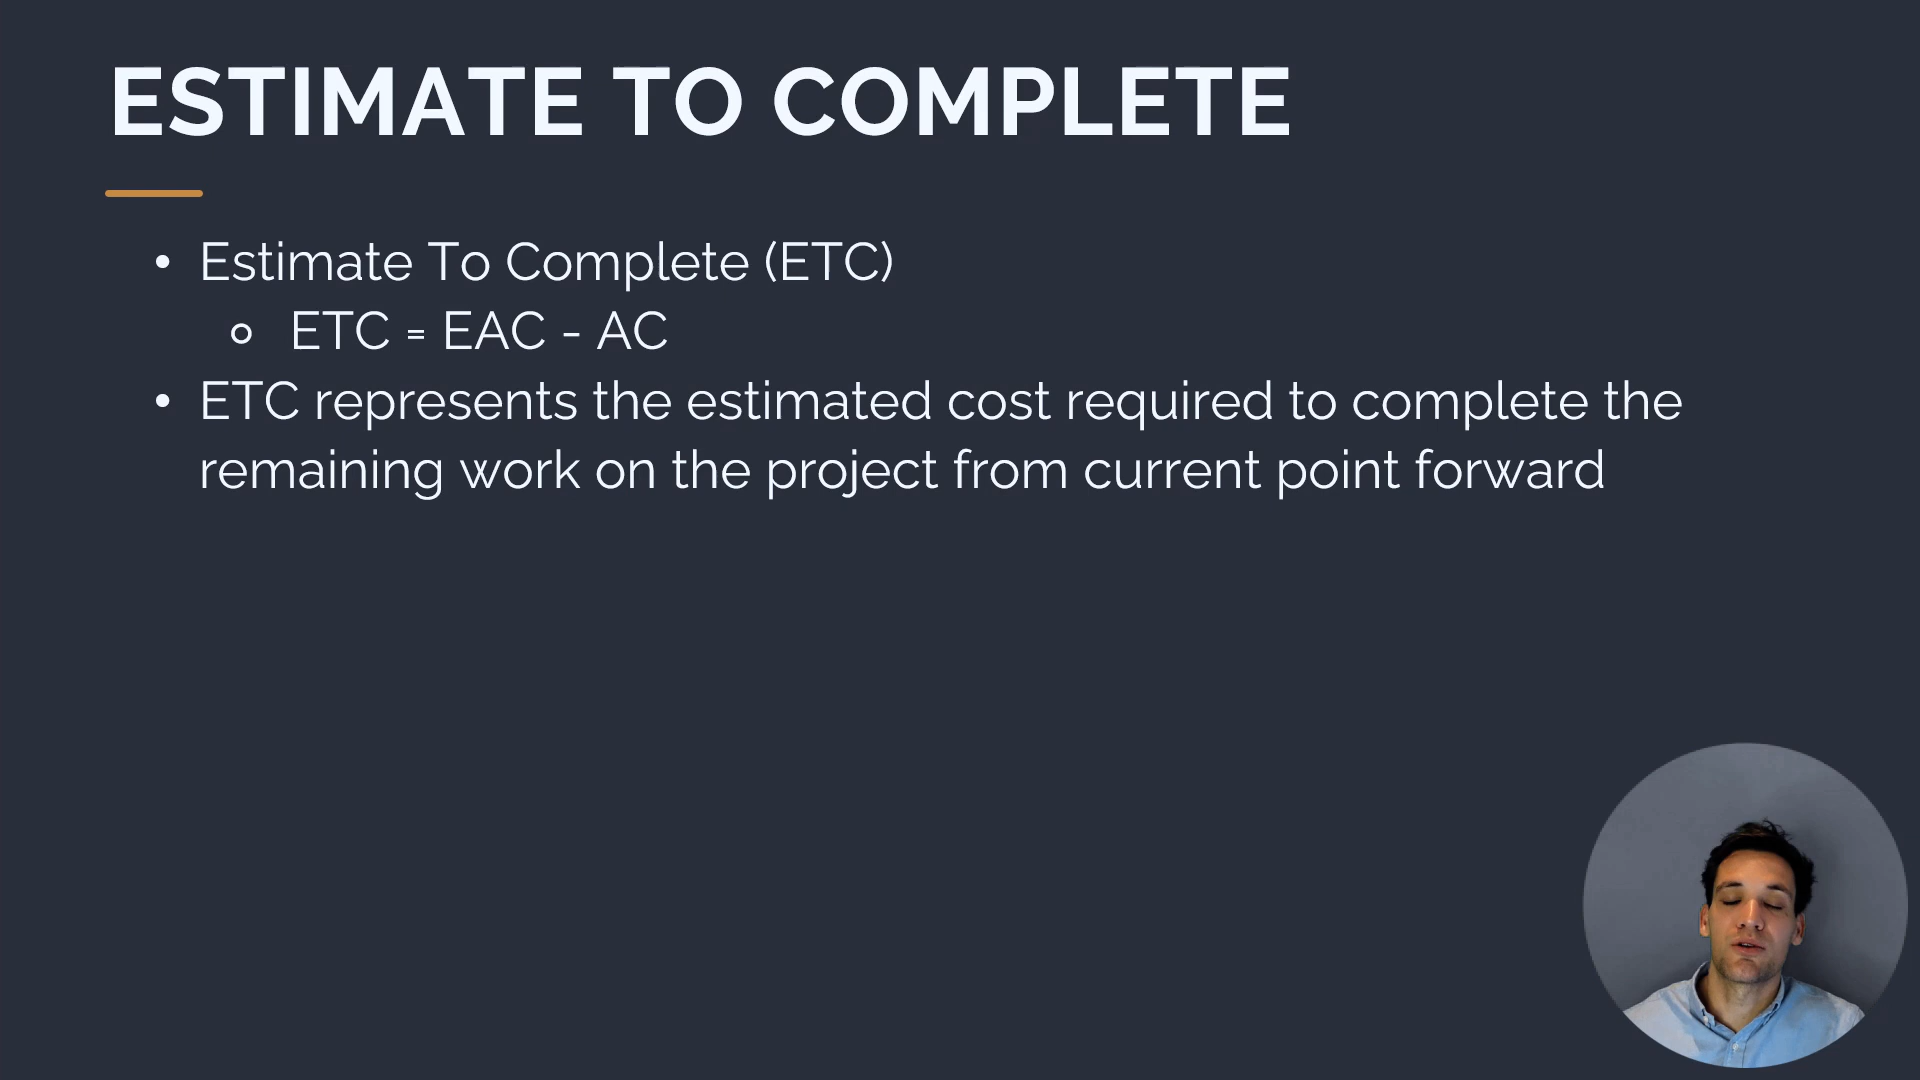 ESTIMATE TO COMPLETE
• Estimate To Complete (ETC)
○ ETC = EAC - AC
• ETC represents the estimated cost required to complete the
remaining work on the project from current point forward